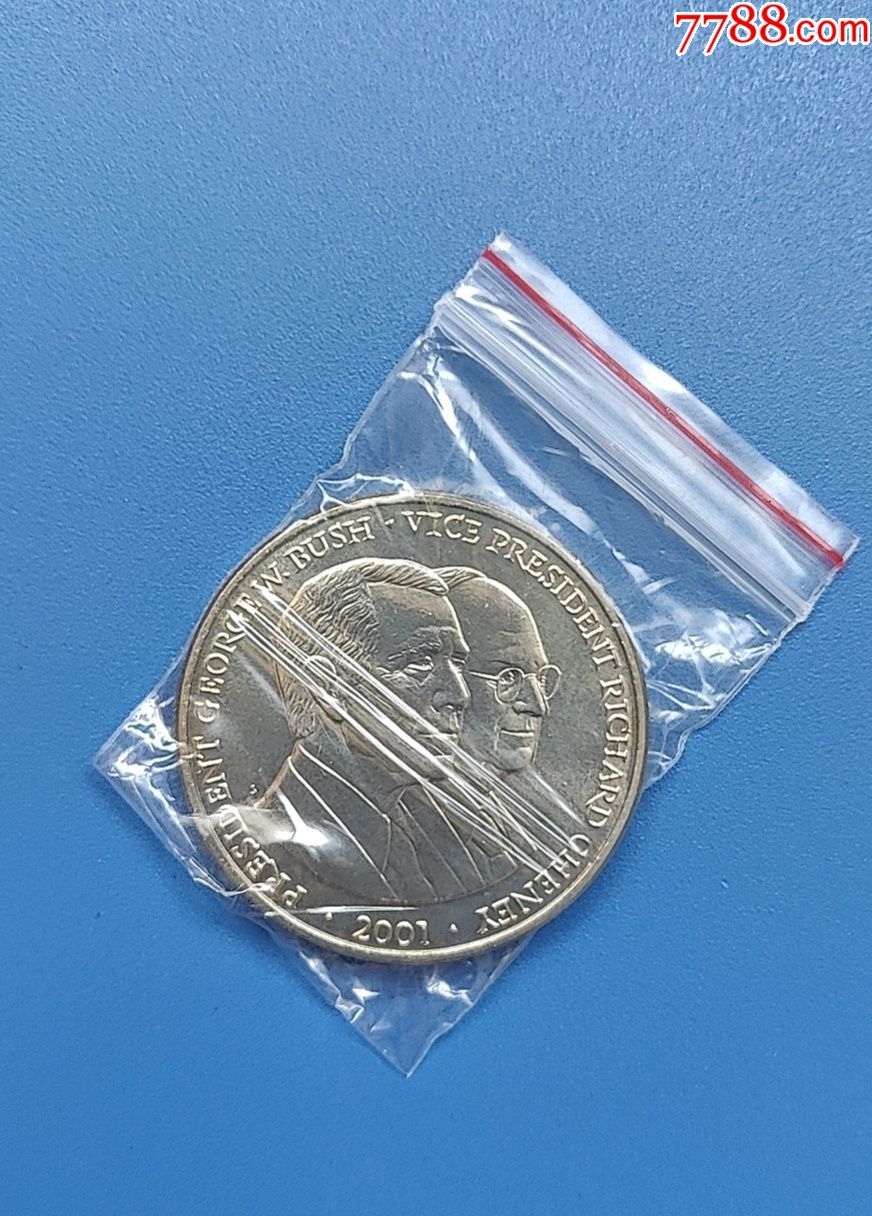 7788.com
PRESIDENT GEORGE W. BUSH · VICE PRESIDENT RICHARD CHENEY
· 2001 ·